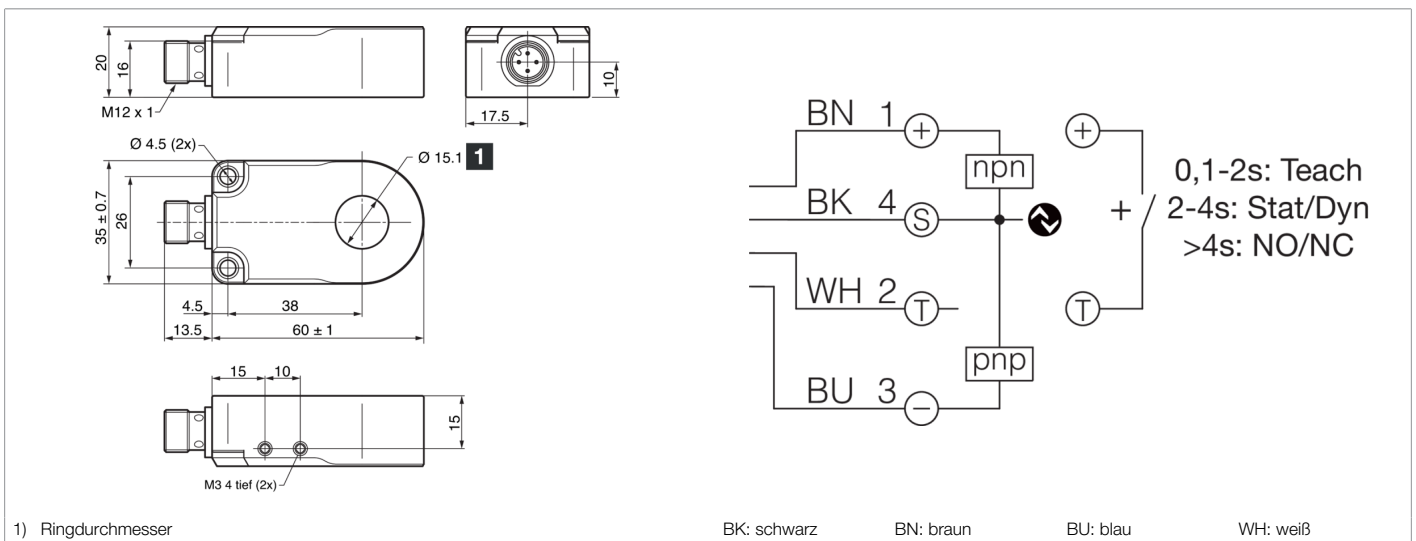 20
16
M12 x 1
10
17.5
Ø 4.5 (2x)
Ø 15.1 1
35 ± 0.7
26
4.5
38
13.5
60 ± 1
15
10
15
M3 4 tief (2x)
BN 1 +
npn
BK 4 S
WH 2 T
pnp
BU 3 −
+
+
T
0,1-2s: Teach
2-4s: Stat/Dyn
>4s: NO/NC
1) Ringdurchmesser
BK: schwarz BN: braun BU: blau WH: weiß